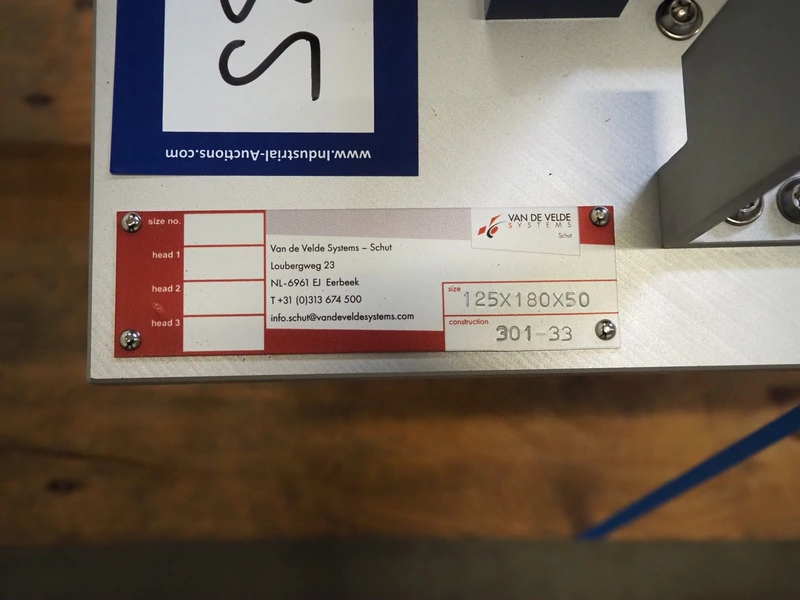 www.Industrial-Auctions.com
size no.
head 1
head 2
head 3
Van de Velde Systems – Schut
Loubergweg 23
NL-6961 EJ Eerbeek
T +31 (0)313 674 500
info.schut@vandeveldesystems.com
VAN DE VELDE
SYSTEMS
Schut
size
125X180X50
construction
301-33